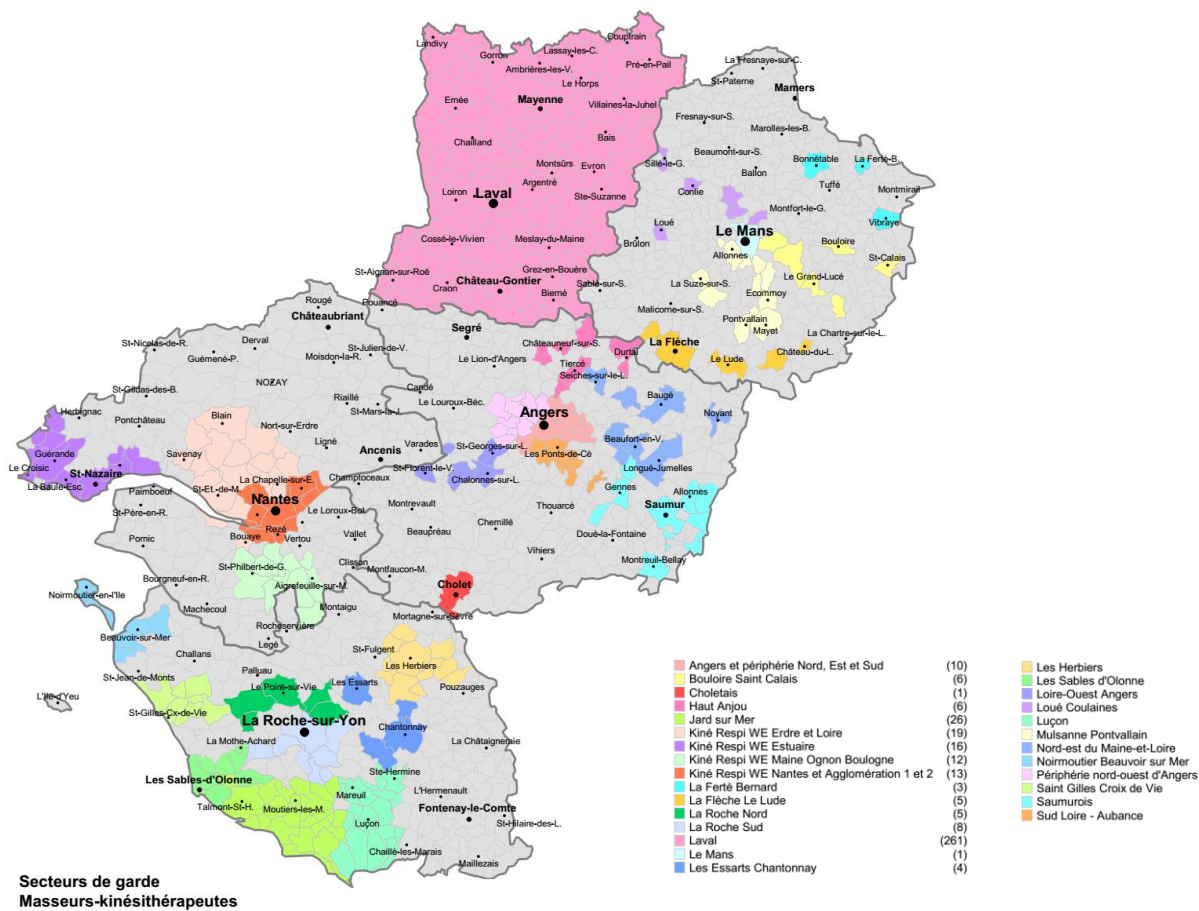 Landivy
Couptrain
Lassay-les-C.
Gorron
Ambrières-les-V.
Pré-en-Pail
La Fresnaye-sur-C.
St-Paterne
Le Horps
Mamers
Mayenne
Villaines-la-Juhel
Ernée
Fresnay-sur-S.
Marolles-les-B.
Bais
Chailland
Beaumont-sur-S.
Sillé-le-G.
Bonnétable
La Ferté-B.
Montsûrs
Evron
Ballon
Argentré
Tuffé
Montmirail
Loiron
Laval
Ste-Suzanne
Conlie
Montfort-le-G.
Vibraye
Loué
Le Mans
Cossé-le-Vivien
Meslay-du-Maine
Brûlon
Allonnes
Bouloire
St-Calais
St-Aignan-sur-Roë
Grez-en-Bouère
Château-Gontier
Craon
Bierné
Sablé-sur-S.
La Suze-sur-S.
Le Grand-Lucé
Ecommoy
Malicorne-sur-S.
Pontvallain
Mayet
La Chartre-sur-le-L.
Rougé
Pouancé
Châteaubriant
Segré
Châteauneuf-sur-S.
Durtal
La Flèche
Le Lude
Château-du-L.
St-Nicolas-de-R.
Derval
Guémené-P.
St-Julien-de-V.
Moisdon-la-R.
Le Lion-d'Angers
Tiercé
Seiches-sur-le-L.
NOZAY
St-Gildas-des-B.
Riaillé
Candé
St-Mars-la-J.
Le Louroux-Béc.
Baugé
Noyant
Herbignac
Pontchâteau
Blain
Nort-sur-Erdre
Angers
Ligné
Guérande
Savenay
Ancenis
Varades
St-Georges-sur-L.
Les Ponts-de-Cé
Beaufort-en-V.
Longué-Jumelles
Le Croisic
St-Nazaire
La Baule-Esc.
St-Florent-le-V.
Chalonnes-sur-L.
Champtoceaux
La Chapelle-sur-E.
St-Et.-de-M.
Paimboeuf
Nantes
Gennes
Allonnes
Saumur
St-Père-en-R.
Le Loroux-Bot.
Montrevault
Thouarcé
Rezé
Bouaye
Vertou
Vallet
Beaupréau
Chemillé
Doué-la-Fontaine
Pornic
Vihiers
Montreuil-Bellay
St-Philbert-de-G.
Clisson
Bourgneuf-en-R.
Aigrefeuille-sur-M.
Montfaucon-M.
Cholet
Noirmoutier-en-l'Ile
Machecoul
Montaigu
Mortagne-sur-Sèvre
Rocheservière
Legé
Beauvoir-sur-Mer
Challans
St-Fulgent
Les Herbiers
Palluau
St-Jean-de-Monts
Le Poiré-sur-Vie
Les Essarts
Pouzauges
L'Ile-d'Yeu
St-Gilles-Cx-de-Vie
La Roche-sur-Yon
Chantonnay
La Mothe-Achard
La Châtaigneraie
Les Sables-d'Olonne
Ste-Hermine
Talmont-St-H.
Moutiers-les-M.
Mareuil
L'Hermenault
Fontenay-le-Comte
Luçon
St-Hilaire-des-L.
Chaillé-les-Marais
Maillezais
Angers et périphérie Nord, Est et Sud (10)
Bouloire Saint Calais (6)
Choletais (1)
Haut Anjou (6)
Jard sur Mer (26)
Kiné Respi WE Erdre et Loire (19)
Kiné Respi WE Estuaire (16)
Kiné Respi WE Maine Ognon Boulogne (12)
Kiné Respi WE Nantes et Agglomération 1 et 2 (13)
La Ferté Bernard (3)
La Flèche Le Lude (5)
La Roche Nord (5)
La Roche Sud (8)
Laval (261)
Le Mans (1)
Les Essarts Chantonnay (4)
Les Herbiers
Les Sables d'Olonne
Loire-Ouest Angers
Loué Coulaines
Luçon
Mulsanne Pontvallain
Nord-est du Maine-et-Loire
Noirmoutier Beauvoir sur Mer
Périphérie nord-ouest d'Angers
Saint Gilles Croix de Vie
Saumurois
Sud Loire - Aubance
Secteurs de garde
Masseurs-kinésithérapeutes